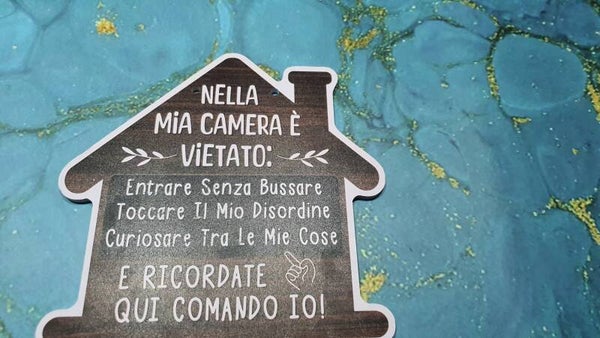 NELLA
MiA CAMERA È
ViETATO:
Entrare Senza Bussare
Toccare Il Mio Disordine
Curiosare Tra Le Mie Cose
E RICORDATE
QUI COMANDO IO!